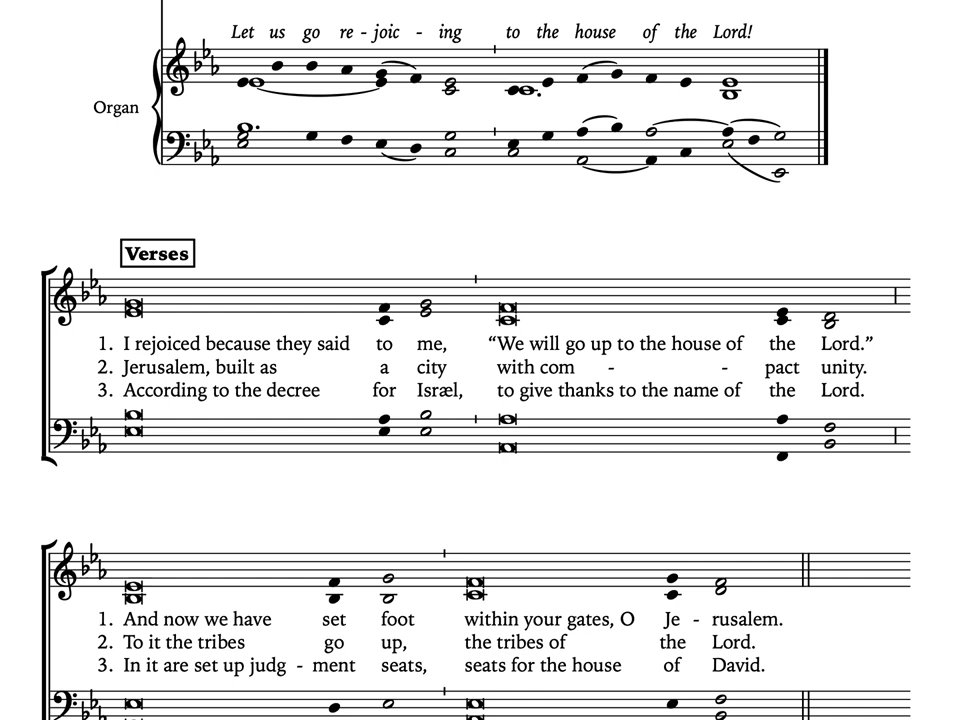 Let us go re - joic - ing to the house of the Lord!
Organ
Verses
1. I rejoiced because they said to me, “We will go up to the house of the Lord.”
2. Jerusalem, built as a city with com - - pact unity.
3. According to the decree for Isræl, to give thanks to the name of the Lord.
1. And now we have set foot within your gates, O Je - rusalem.
2. To it the tribes go up, the tribes of the Lord.
3. In it are set up judg - ment seats, seats for the house of David.